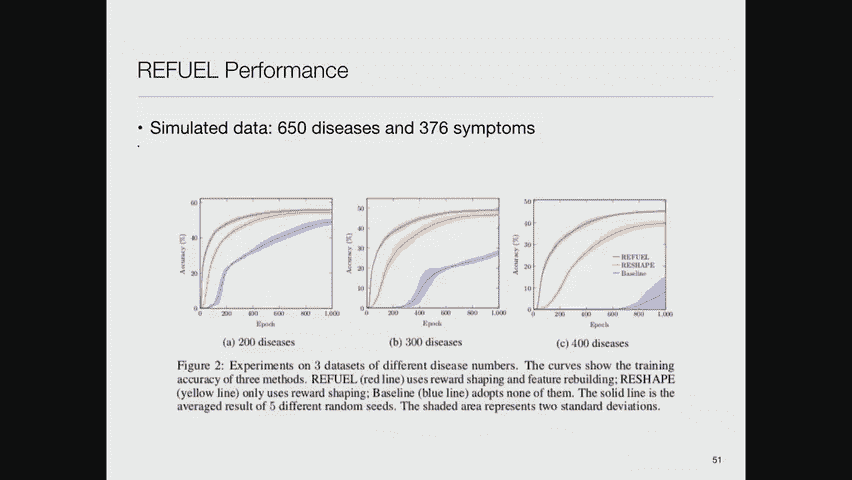 REFUEL Performance
• Simulated data: 650 diseases and 376 symptoms
60
40
20
0
Accuracy (%)
0 200 400 600 800 1,000
Epoch
(a) 200 diseases
50
40
30
20
10
0
Accuracy (%)
0 200 400 600 800 1,000
Epoch
(b) 300 diseases
50
40
30
20
10
0
Accuracy (%)
REFUEL
RESHAPE
Baseline
0 200 400 600 800 1,000
Epoch
(c) 400 diseases
Figure 2: Experiments on 3 datasets of different disease numbers. The curves show the training
accuracy of three methods. REFUEL (red line) uses reward shaping and feature rebuilding; RESHAPE
(yellow line) only uses reward shaping; Baseline (blue line) adopts none of them. The solid line is the
averaged result of 5 different random seeds. The shaded area represents two standard deviations.
51